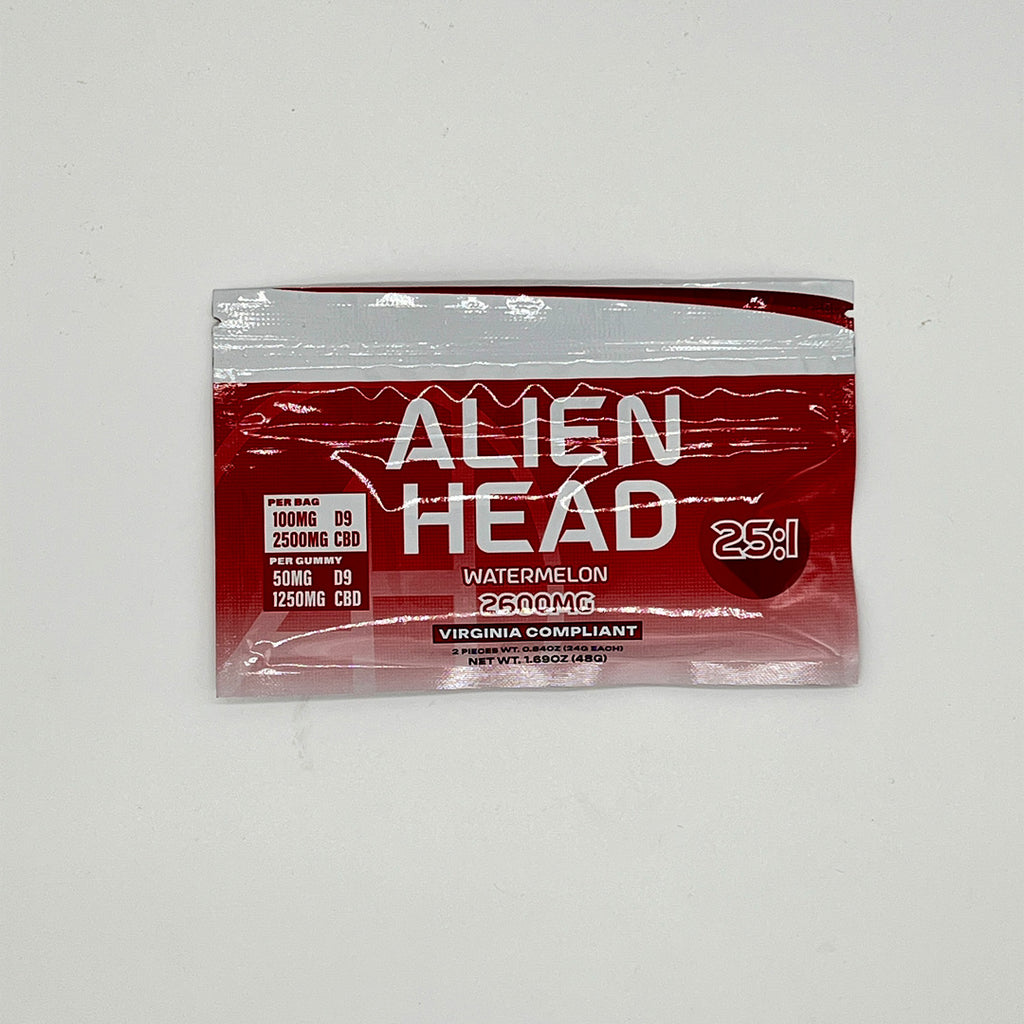 ALIEN
HEAD
PER BAG
100MG D9
2500MG CBD
PER GUMMY
50MG D9
1250MG CBD
25:1
WATERMELON
2600MG
VIRGINIA COMPLIANT
2 PIECES WT. 0.84OZ (24G EACH)
NET WT. 1.69OZ (48G)